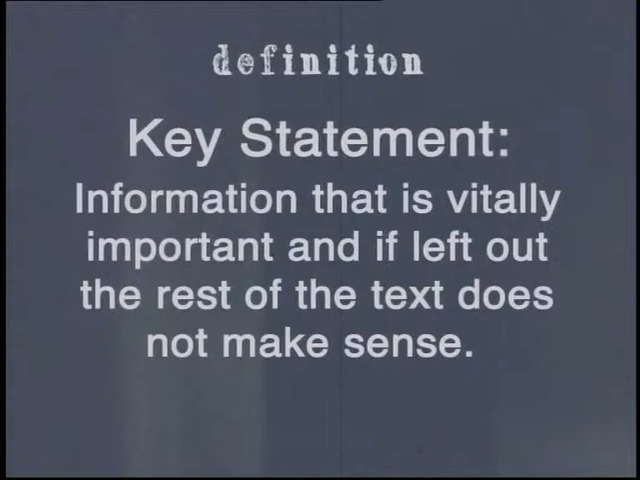 definition
Key Statement:
Information that is vitally
important and if left out
the rest of the text does
not make sense.